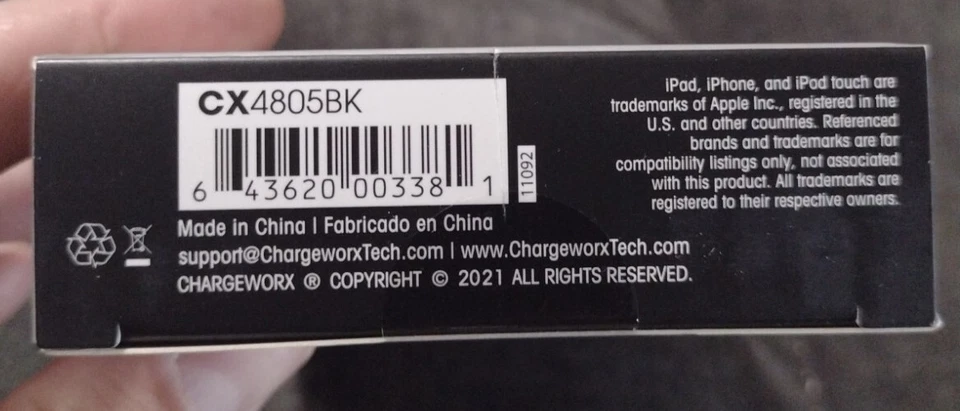 CX4805BK
6 43620 00338 1
11092
Made in China | Fabricado en China
support@ChargeworxTech.com | www.ChargeworxTech.com
CHARGEWORX ® COPYRIGHT © 2021 ALL RIGHTS RESERVED.
iPad, iPhone, and iPod touch are
trademarks of Apple Inc., registered in the
U.S. and other countries. Referenced
brands and trademarks are for
compatibility listings only, not associated
with this product. All trademarks are
registered to their respective owners.